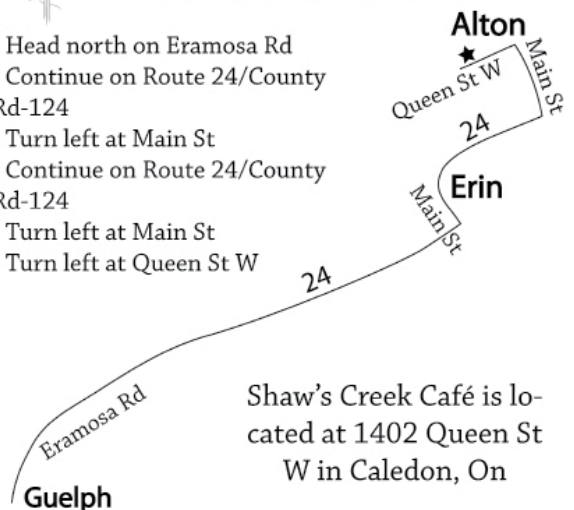 Head north on Eramosa Rd
Continue on Route 24/County
Rd-124
Turn left at Main St
Continue on Route 24/County
Rd-124
Turn left at Main St
Turn left at Queen St W
Alton
Main St
Queen St W
24
Erin
Main St
24
Eramosa Rd
Guelph
Shaw's Creek Café is lo-
cated at 1402 Queen St
W in Caledon, On